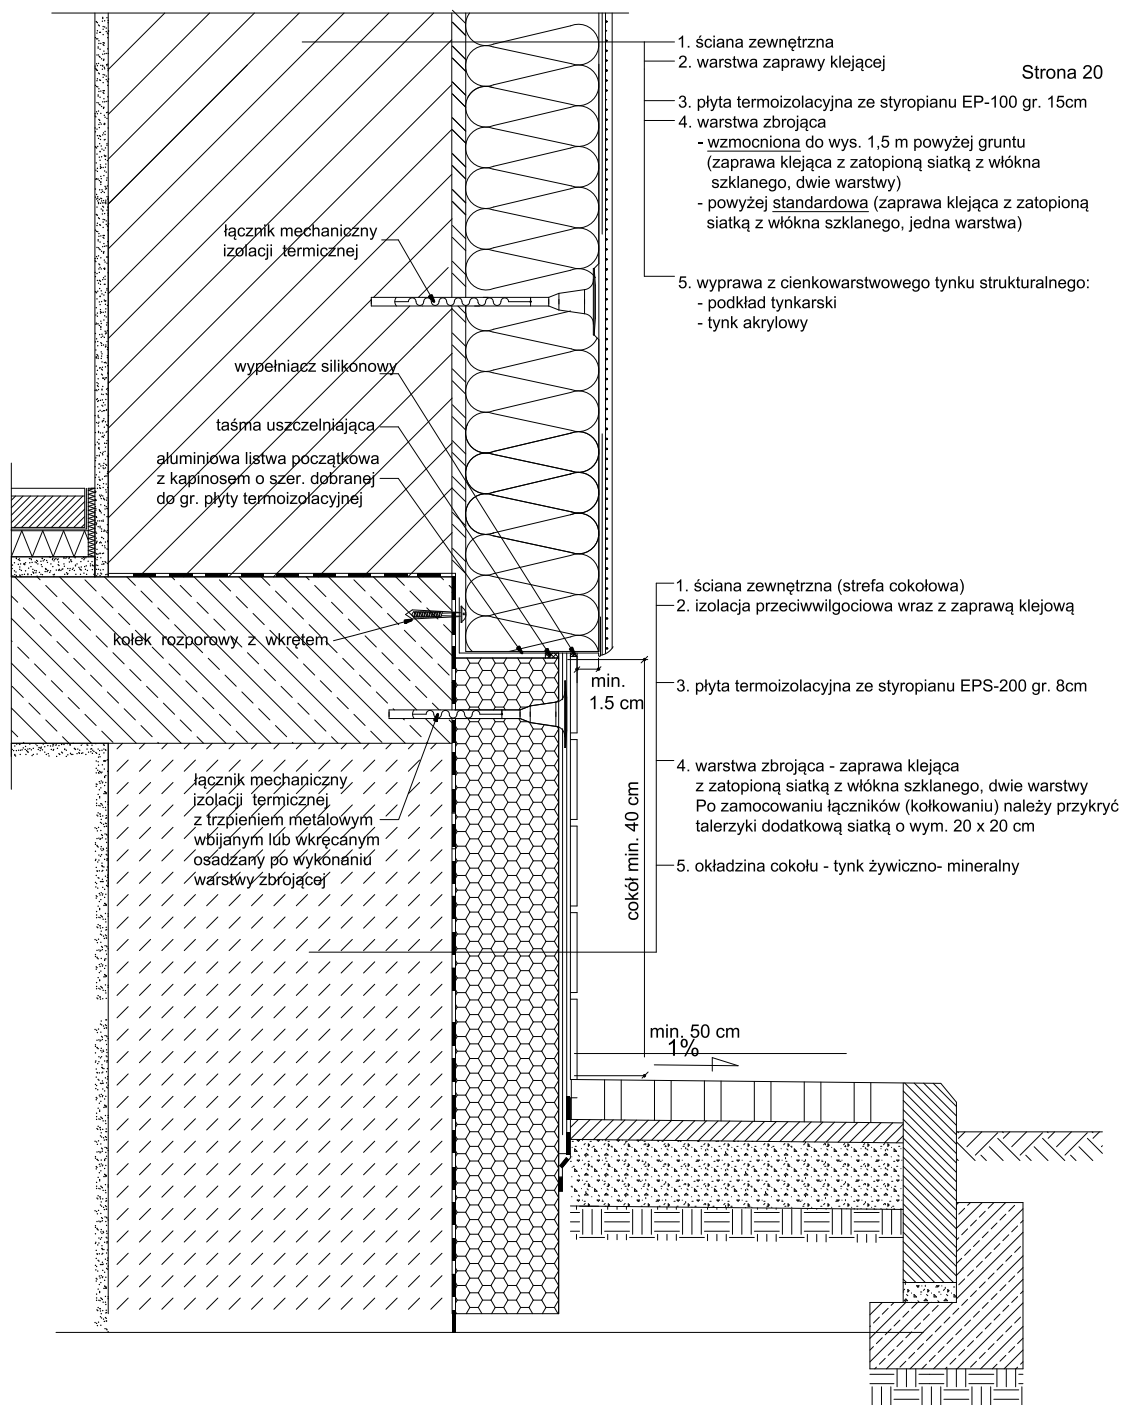 1. ściana zewnętrzna
2. warstwa zaprawy klejącej
Strona 20
3. płyta termoizolacyjna ze styropianu EP-100 gr. 15cm
4. warstwa zbrojąca
- wzmocniona do wys. 1,5 m powyżej gruntu
(zaprawa klejąca z zatopioną siatką z włókna
szklanego, dwie warstwy)
- powyżej standardowa (zaprawa klejąca z zatopioną
siatką z włókna szklanego, jedna warstwa)
5. wyprawa z cienkowarstwowego tynku strukturalnego:
- podkład tynkarski
- tynk akrylowy
łącznik mechaniczny
izolacji termicznej
wypełniacz silikonowy
taśma uszczelniająca
aluminiowa listwa początkowa
z kapinosem o szer. dobranej
do gr. płyty termoizolacyjnej
kołek rozporowy z wkrętem
1. ściana zewnętrzna (strefa cokołowa)
2. izolacja przeciwwilgociowa wraz z zaprawą klejową
3. płyta termoizolacyjna ze styropianu EPS-200 gr. 8cm
4. warstwa zbrojąca - zaprawa klejąca
z zatopioną siatką z włókna szklanego, dwie warstwy
Po zamocowaniu łączników (kołkowaniu) należy przykryć
talerzyki dodatkową siatką o wym. 20 x 20 cm
5. okładzina cokołu - tynk żywiczno- mineralny
min.
1.5 cm
łącznik mechaniczny
izolacji termicznej
z trzpieniem metalowym
wbijanym lub wkręcanym
osadzany po wykonaniu
warstwy zbrojącej
cokół min. 40 cm
min. 50 cm
1%